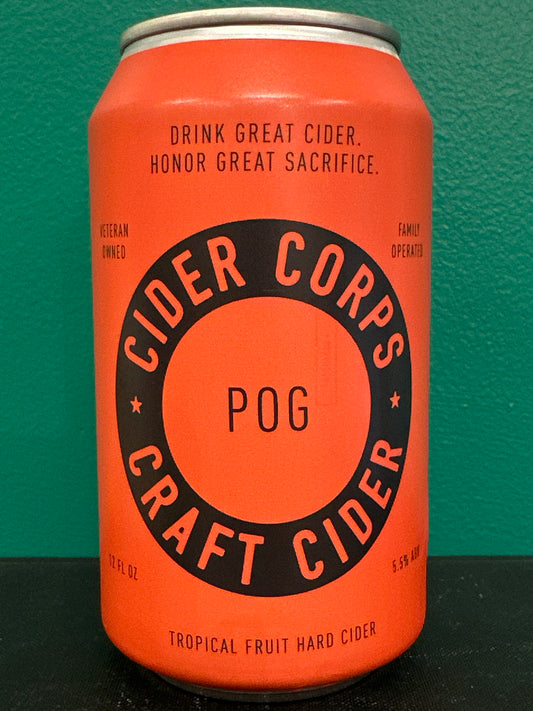 DRINK GREAT CIDER.
HONOR GREAT SACRIFICE.
VETERAN
OWNED
FAMILY
OPERATED
CIDER CORPS
POG
CRAFT CIDER
12 FL OZ
5.5% ABV
TROPICAL FRUIT HARD CIDER